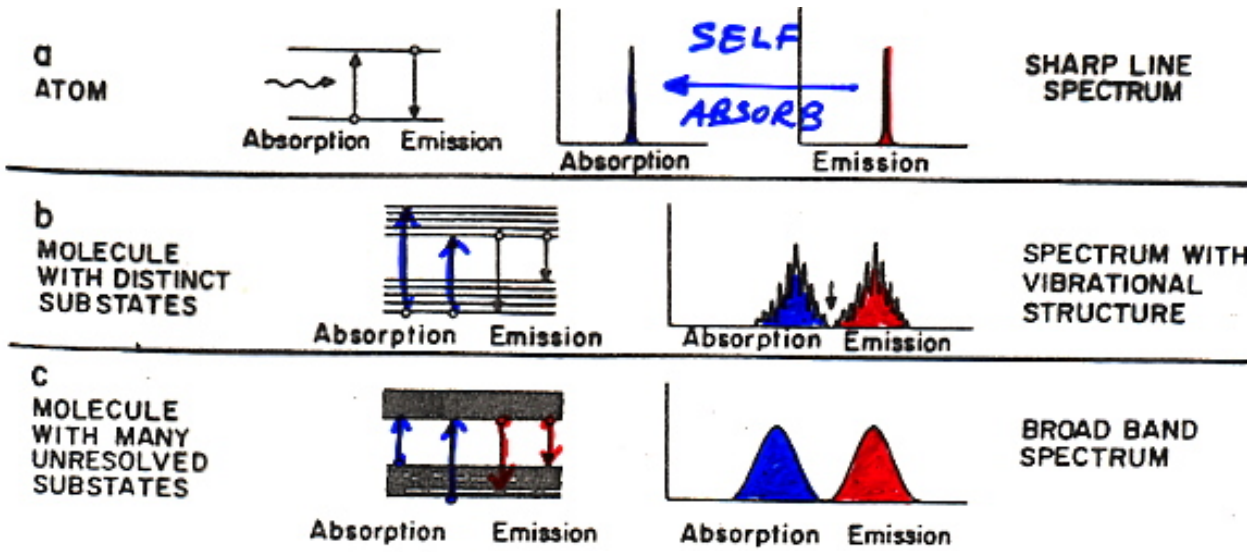 a
ATOM
Absorption Emission
SELF
ABSORB
Absorption
Emission
SHARP LINE
SPECTRUM
b
MOLECULE
WITH DISTINCT
SUBSTATES
Absorption Emission
Absorption Emission
SPECTRUM WITH
VIBRATIONAL
STRUCTURE
c
MOLECULE
WITH MANY
UNRESOLVED
SUBSTATES
Absorption Emission
Absorption Emission
BROAD BAND
SPECTRUM